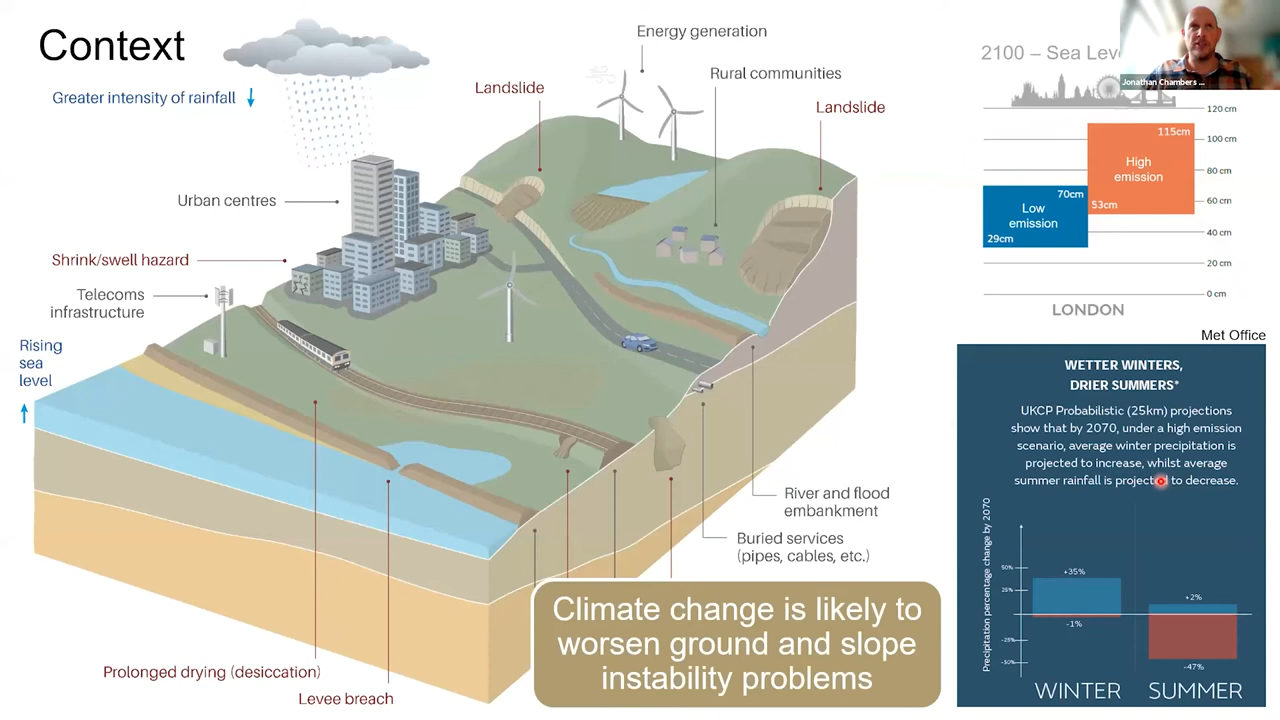 Context
Greater intensity of rainfall
Energy generation
Rural communities
Landslide
Landslide
Urban centres
Shrink/swell hazard
Telecoms
infrastructure
Rising
sea
level
River and flood
embankment
Buried services
(pipes, cables, etc.)
Prolonged drying (desiccation)
Levee breach
Climate change is likely to
worsen ground and slope
instability problems
2100 - Sea
Jonathan Chambers ...
120 cm
100 cm
80 cm
60 cm
40 cm
20 cm
0 cm
115cm
High
emission
53cm
70cm
Low
emission
29cm
LONDON
Met Office
WETTER WINTERS,
DRIER SUMMERS*
UKCP Probabilistic (25km) projections
show that by 2070, under a high emission
scenario, average winter precipitation is
projected to increase, whilst average
summer rainfall is projected to decrease.
Precipitation percentage change by 2070
50%
25%
-25%
-50%
+35%
-1%
+2%
-47%
WINTER
SUMMER